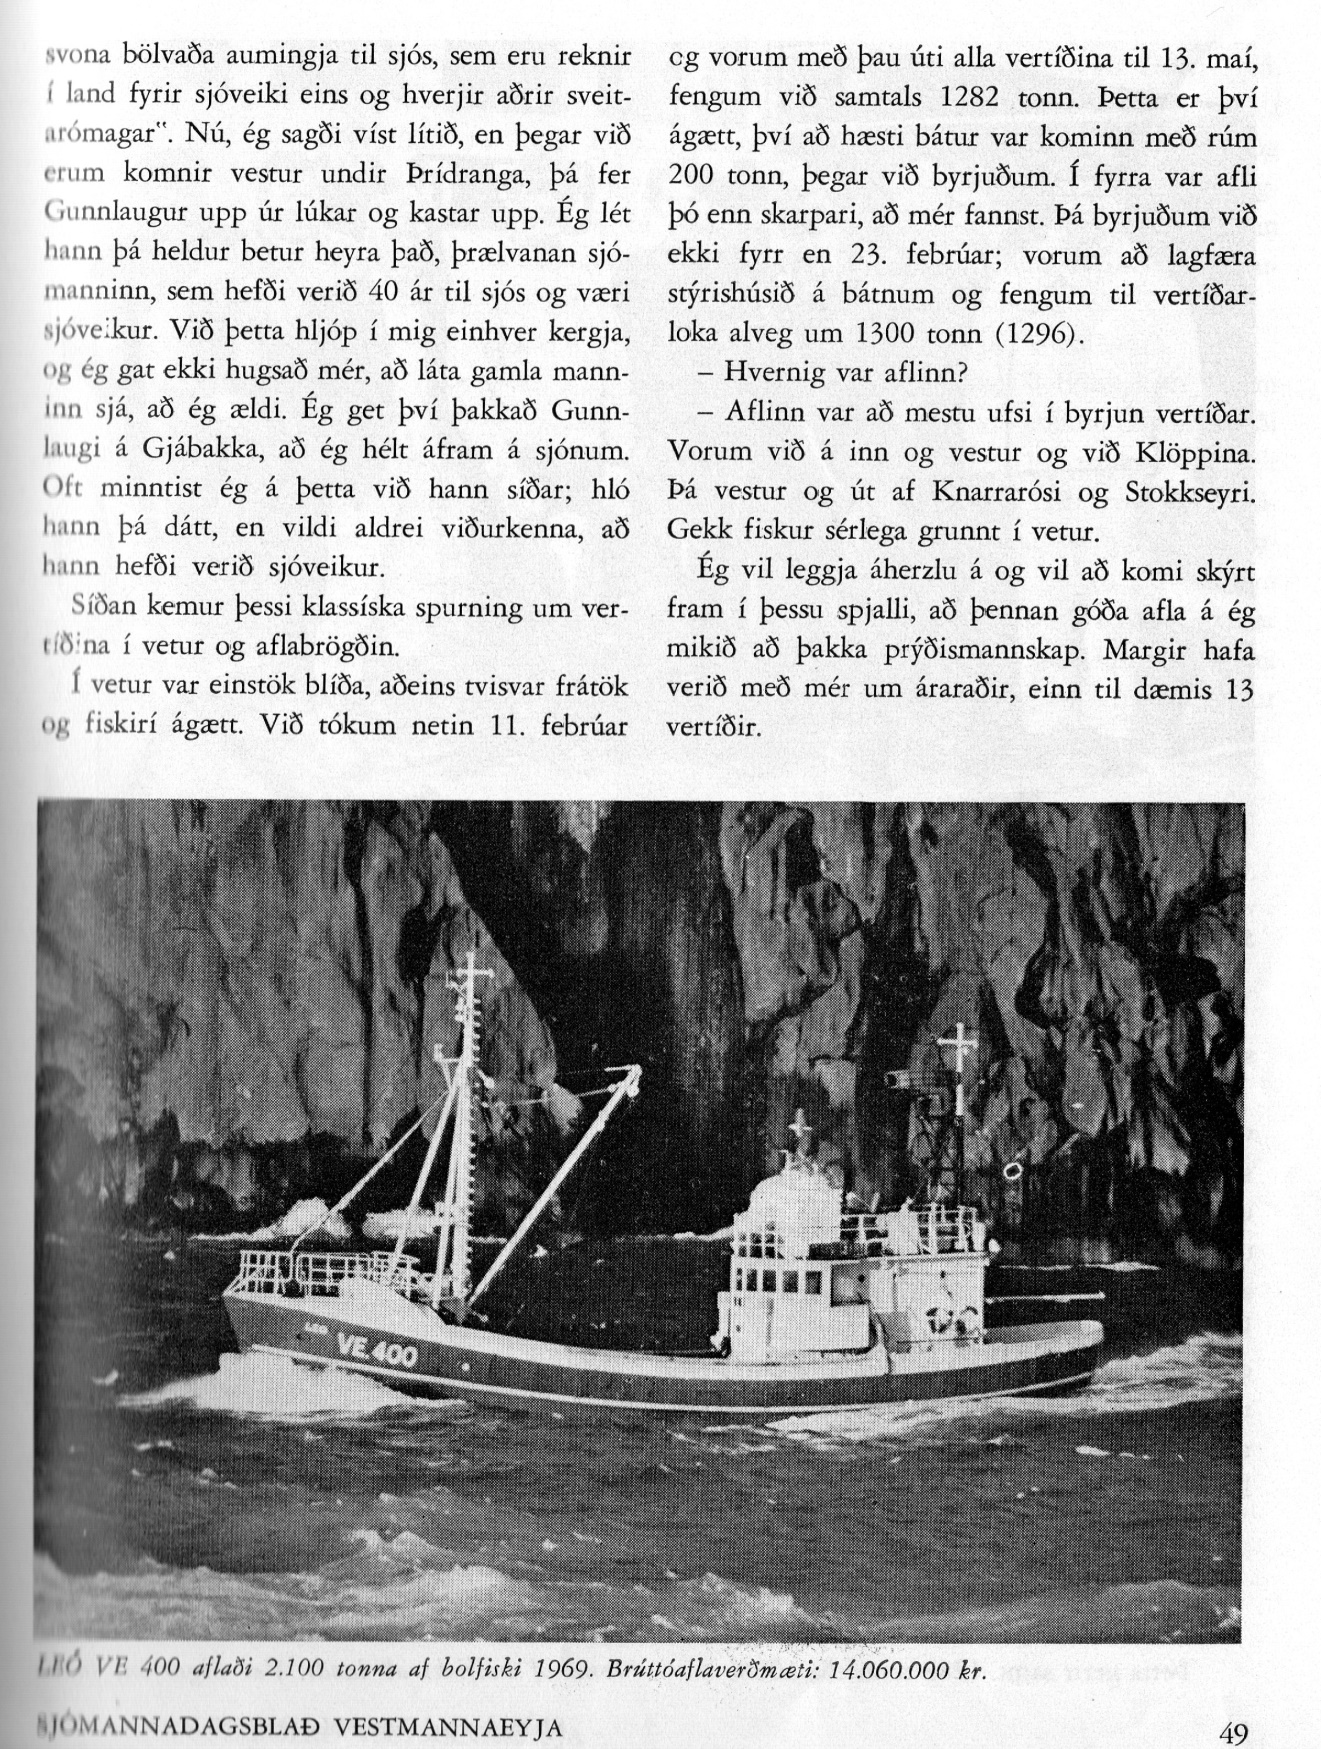 svona bölvaða aumingja til sjós, sem eru reknir
í land fyrir sjóveiki eins og hverjir aðrir sveit-
arómagar“. Nú, ég sagði víst lítið, en þegar við
erum komnir vestur undir Þrídranga, þá fer
Gunnlaugur upp úr lúkar og kastar upp. Ég lét
hann þá heldur betur heyra það, þrælvanan sjó-
manninn, sem hefði verið 40 ár til sjós og væri
sjóveikur. Við þetta hljóp í mig einhver kergja,
og ég gat ekki hugsað mér, að láta gamla mann-
inn sjá, að ég ældi. Ég get því þakkað Gunn-
laugi á Gjábakka, að ég hélt áfram á sjónum.
Oft minntist ég á þetta við hann síðar; hló
hann þá dátt, en vildi aldrei viðurkenna, að
hann hefði verið sjóveikur.
Síðan kemur þessi klassíska spurning um ver-
tíðina í vetur og aflabrögðin.
Í vetur var einstök blíða, aðeins tvisvar frátök
og fiskirí ágætt. Við tókum netin 11. febrúar
cg vorum með þau úti alla vertíðina til 13. maí,
fengum við samtals 1282 tonn. Þetta er því
ágætt, því að hæsti bátur var kominn með rúm
200 tonn, þegar við byrjuðum. Í fyrra var afli
þó enn skarpari, að mér fannst. Þá byrjuðum við
ekki fyrr en 23. febrúar; vorum að lagfæra
stýrishúsið á bátnum og fengum til vertíðar-
loka alveg um 1300 tonn (1296).
– Hvernig var aflinn?
– Aflinn var að mestu ufsi í byrjun vertíðar.
Vorum við á inn og vestur og við Klöppina.
Þá vestur og út af Knarrarósi og Stokkseyri.
Gekk fiskur sérlega grunnt í vetur.
Ég vil leggja áherzlu á og vil að komi skýrt
fram í þessu spjalli, að þennan góða afla á ég
mikið að þakka prýðismannskap. Margir hafa
verið með mér um áraraðir, einn til dæmis 13
vertíðir.
LEÓ VE 400
LEÓ VE 400 aflaði 2.100 tonna af bolfiski 1969. Brúttóaflaverðmæti: 14.060.000 kr.
SJÓMANNADAGSBLAÐ VESTMANNAEYJA 49